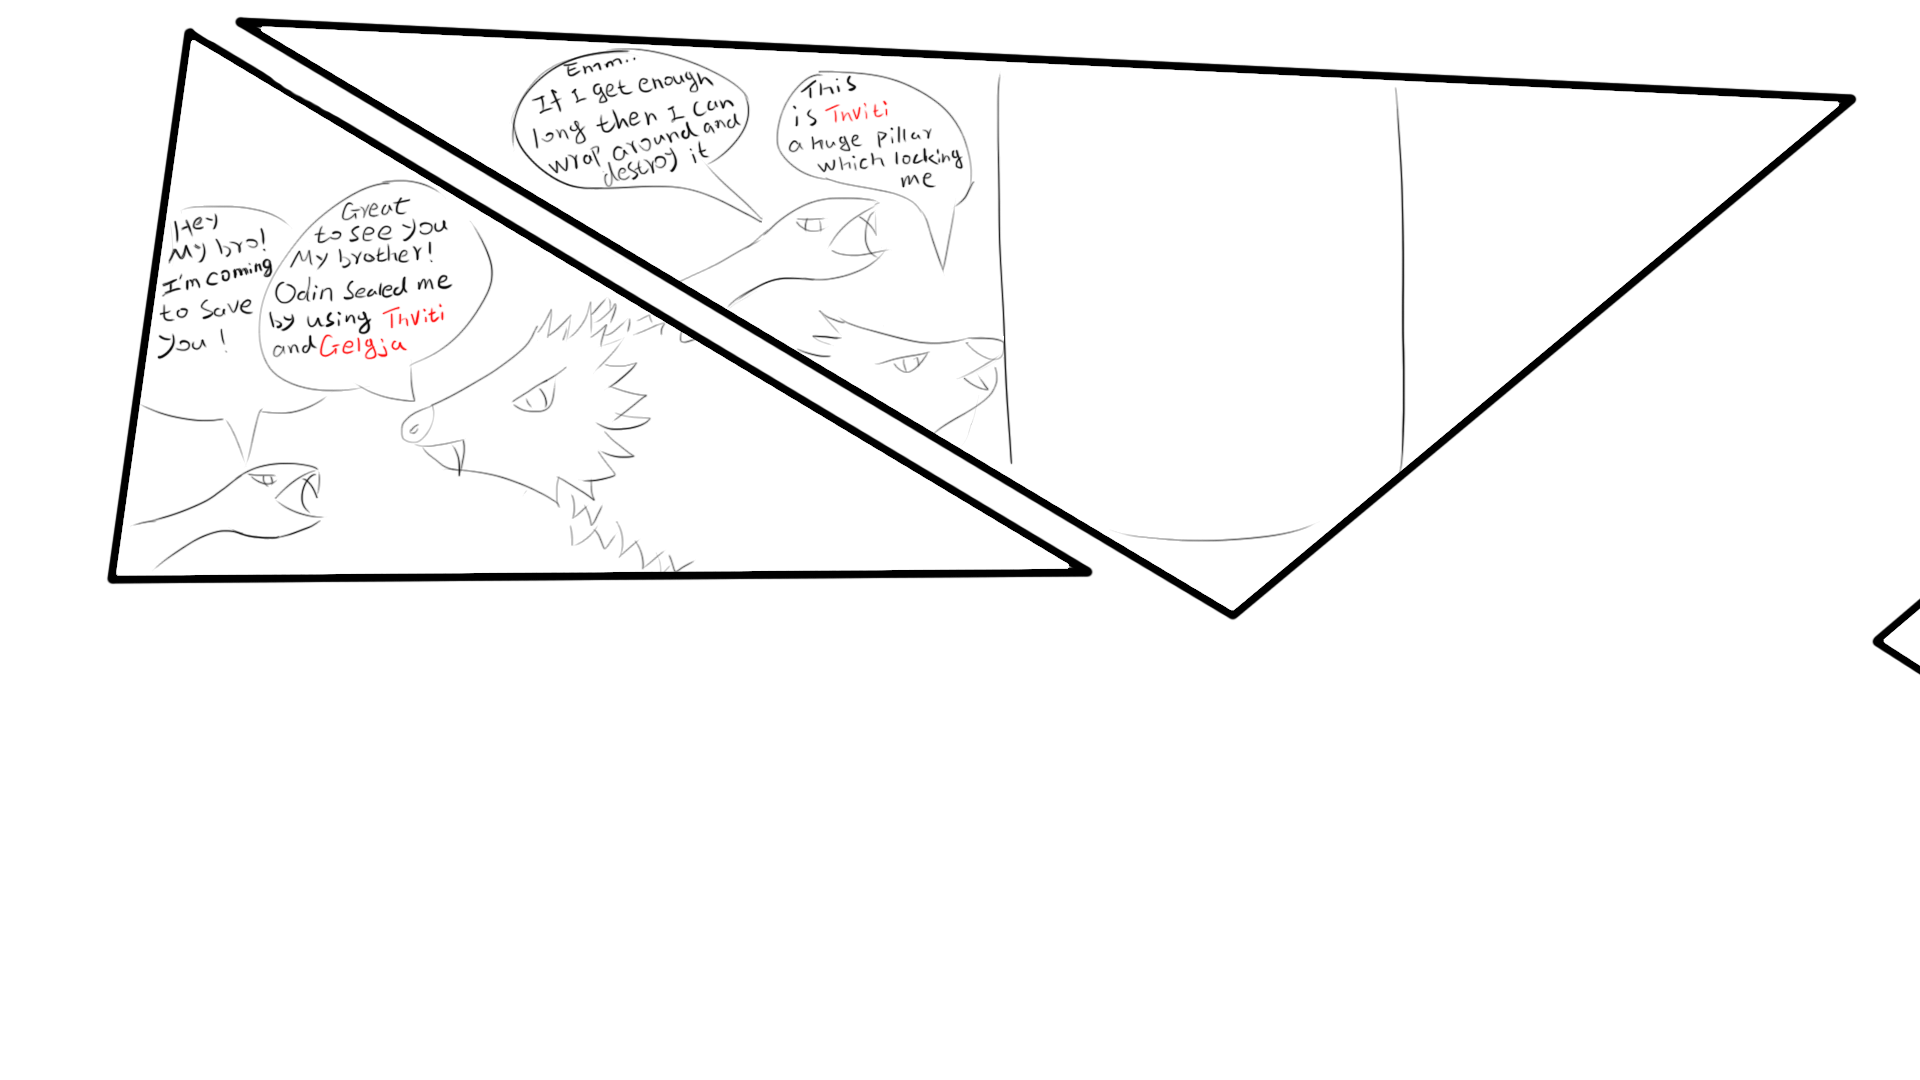 Hey
My bro!
I'm coming
to save
you !
Great
to see you
My brother!
Odin sealed me
by using Thviti
and Gelgja
Emm..
If I get enough
long then I can
wrap around and
destroy it
This
is Thviti
a huge pillar
which locking
me